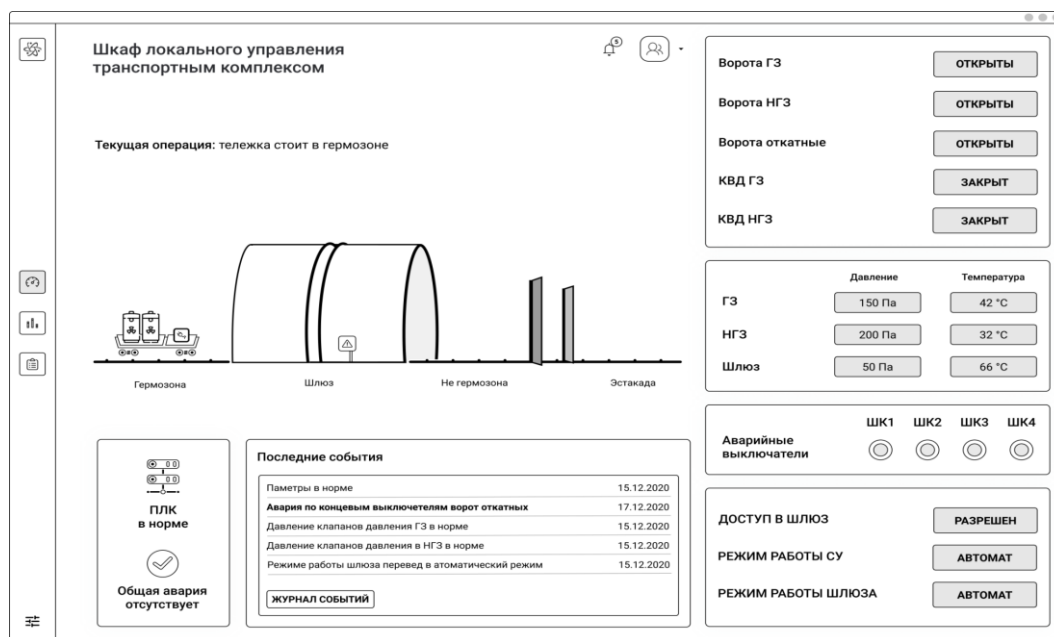 Шкаф локального управления
транспортным комплексом
5
Текущая операция: тележка стоит в гермозоне
Гермозона
Шлюз
Не гермозона
Эстакада
ПЛК
в норме
Общая авария
отсутствует
Последние события
Паметры в норме 15.12.2020
Авария по концевым выключетелям ворот откатных 17.12.2020
Давление клапанов давления ГЗ в норме 15.12.2020
Давление клапанов давления в НГЗ в норме 15.12.2020
Режиме работы шлюза перевед в атоматический режим 15.12.2020
ЖУРНАЛ СОБЫТИЙ
Ворота ГЗ ОТКРЫТЫ
Ворота НГЗ ОТКРЫТЫ
Ворота откатные ОТКРЫТЫ
КВД ГЗ ЗАКРЫТ
КВД НГЗ ЗАКРЫТ
Давление Температура
ГЗ 150 Па 42 °C
НГЗ 200 Па 32 °C
Шлюз 50 Па 66 °C
ШК1 ШК2 ШК3 ШК4
Аварийные
выключатели
ДОСТУП В ШЛЮЗ РАЗРЕШЕН
РЕЖИМ РАБОТЫ СУ АВТОМАТ
РЕЖИМ РАБОТЫ ШЛЮЗА АВТОМАТ